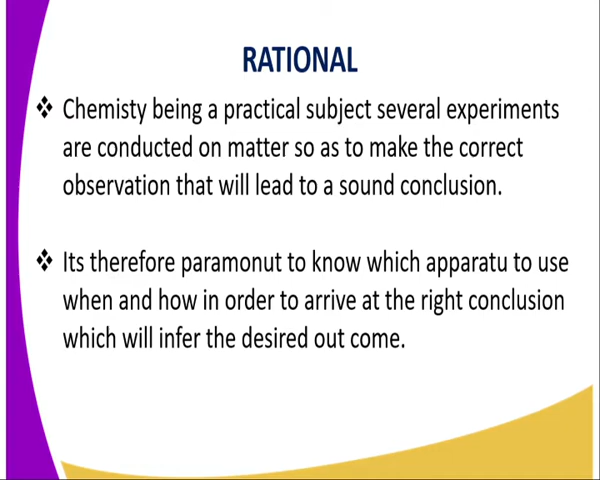 RATIONAL
❖ Chemisty being a practical subject several experiments
are conducted on matter so as to make the correct
observation that will lead to a sound conclusion.
❖ Its therefore paramonut to know which apparatu to use
when and how in order to arrive at the right conclusion
which will infer the desired out come.